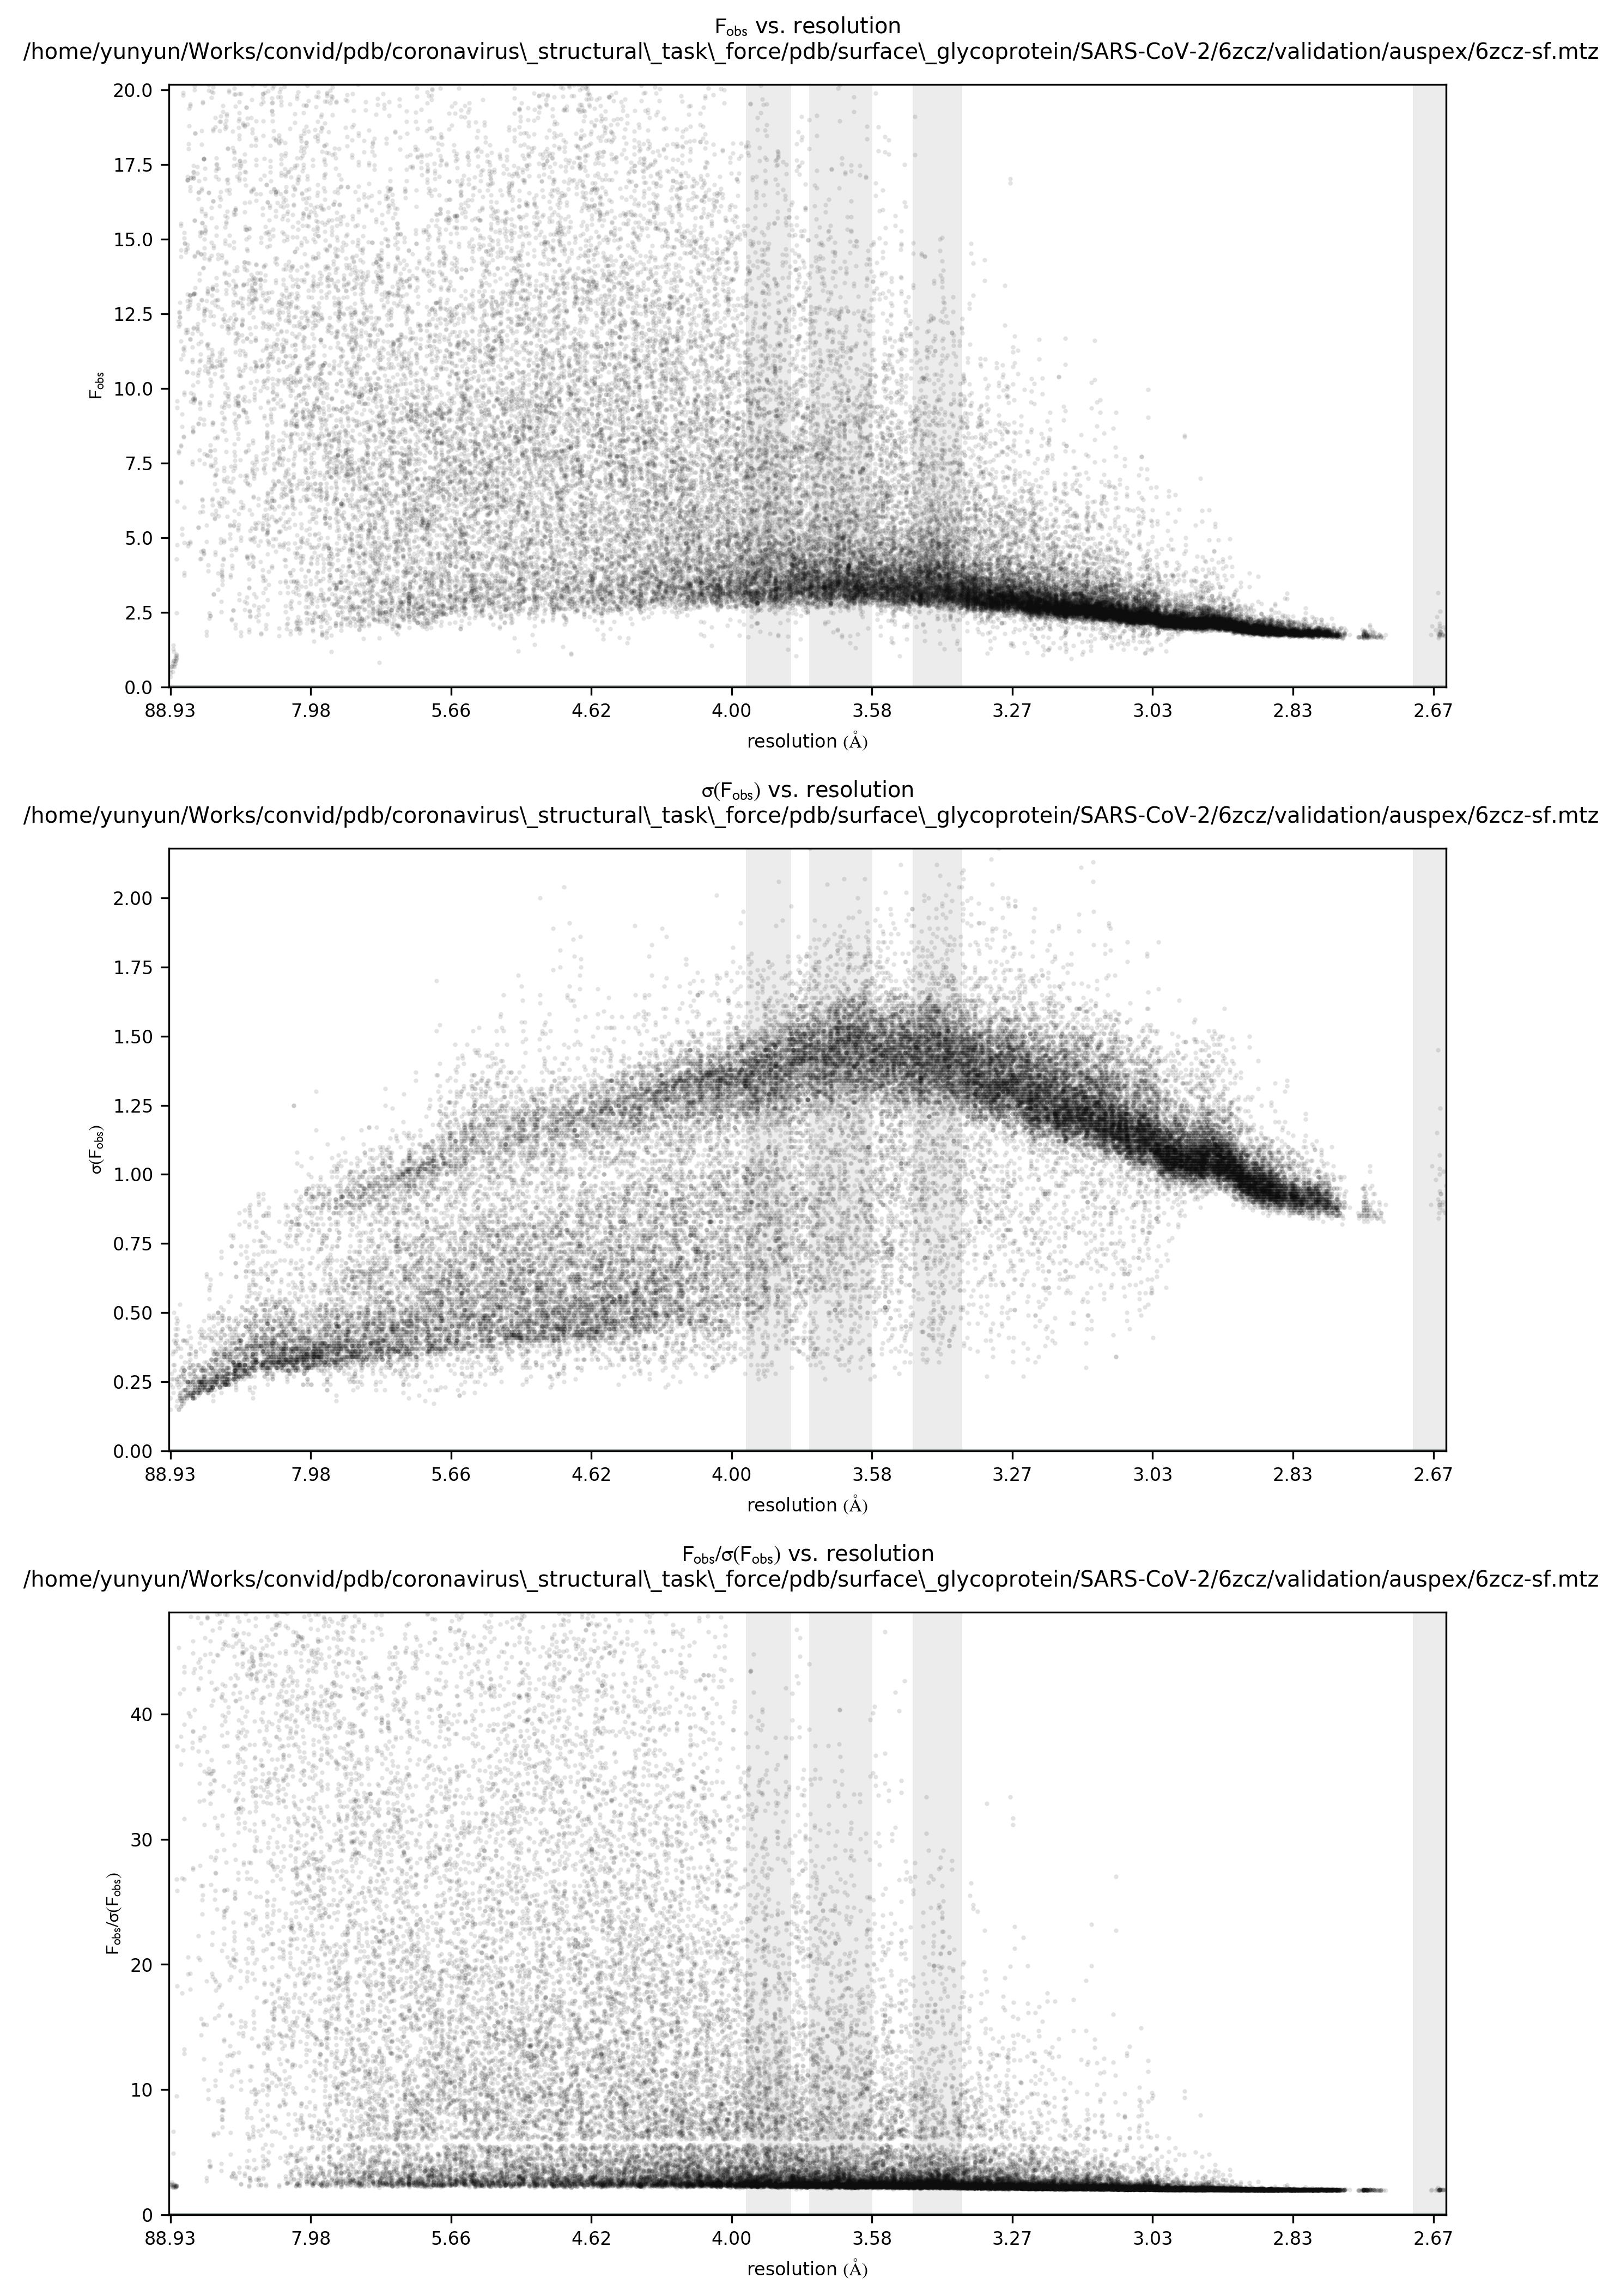 Fobs vs. resolution
/home/yunyun/Works/convid/pdb/coronavirus\_structural\_task\_force/pdb/surface\_glycoprotein/SARS-CoV-2/6zcz/validation/auspex/6zcz-sf.mtz
20.0
17.5
15.0
12.5
10.0
7.5
5.0
2.5
0.0
Fobs
88.93 7.98 5.66 4.62 4.00 3.58 3.27 3.03 2.83 2.67
resolution (Å)
σ(Fobs) vs. resolution
/home/yunyun/Works/convid/pdb/coronavirus\_structural\_task\_force/pdb/surface\_glycoprotein/SARS-CoV-2/6zcz/validation/auspex/6zcz-sf.mtz
2.00
1.75
1.50
1.25
1.00
0.75
0.50
0.25
0.00
σ(Fobs)
88.93 7.98 5.66 4.62 4.00 3.58 3.27 3.03 2.83 2.67
resolution (Å)
Fobs/σ(Fobs) vs. resolution
/home/yunyun/Works/convid/pdb/coronavirus\_structural\_task\_force/pdb/surface\_glycoprotein/SARS-CoV-2/6zcz/validation/auspex/6zcz-sf.mtz
40
30
20
10
0
Fobs/σ(Fobs)
88.93 7.98 5.66 4.62 4.00 3.58 3.27 3.03 2.83 2.67
resolution (Å)